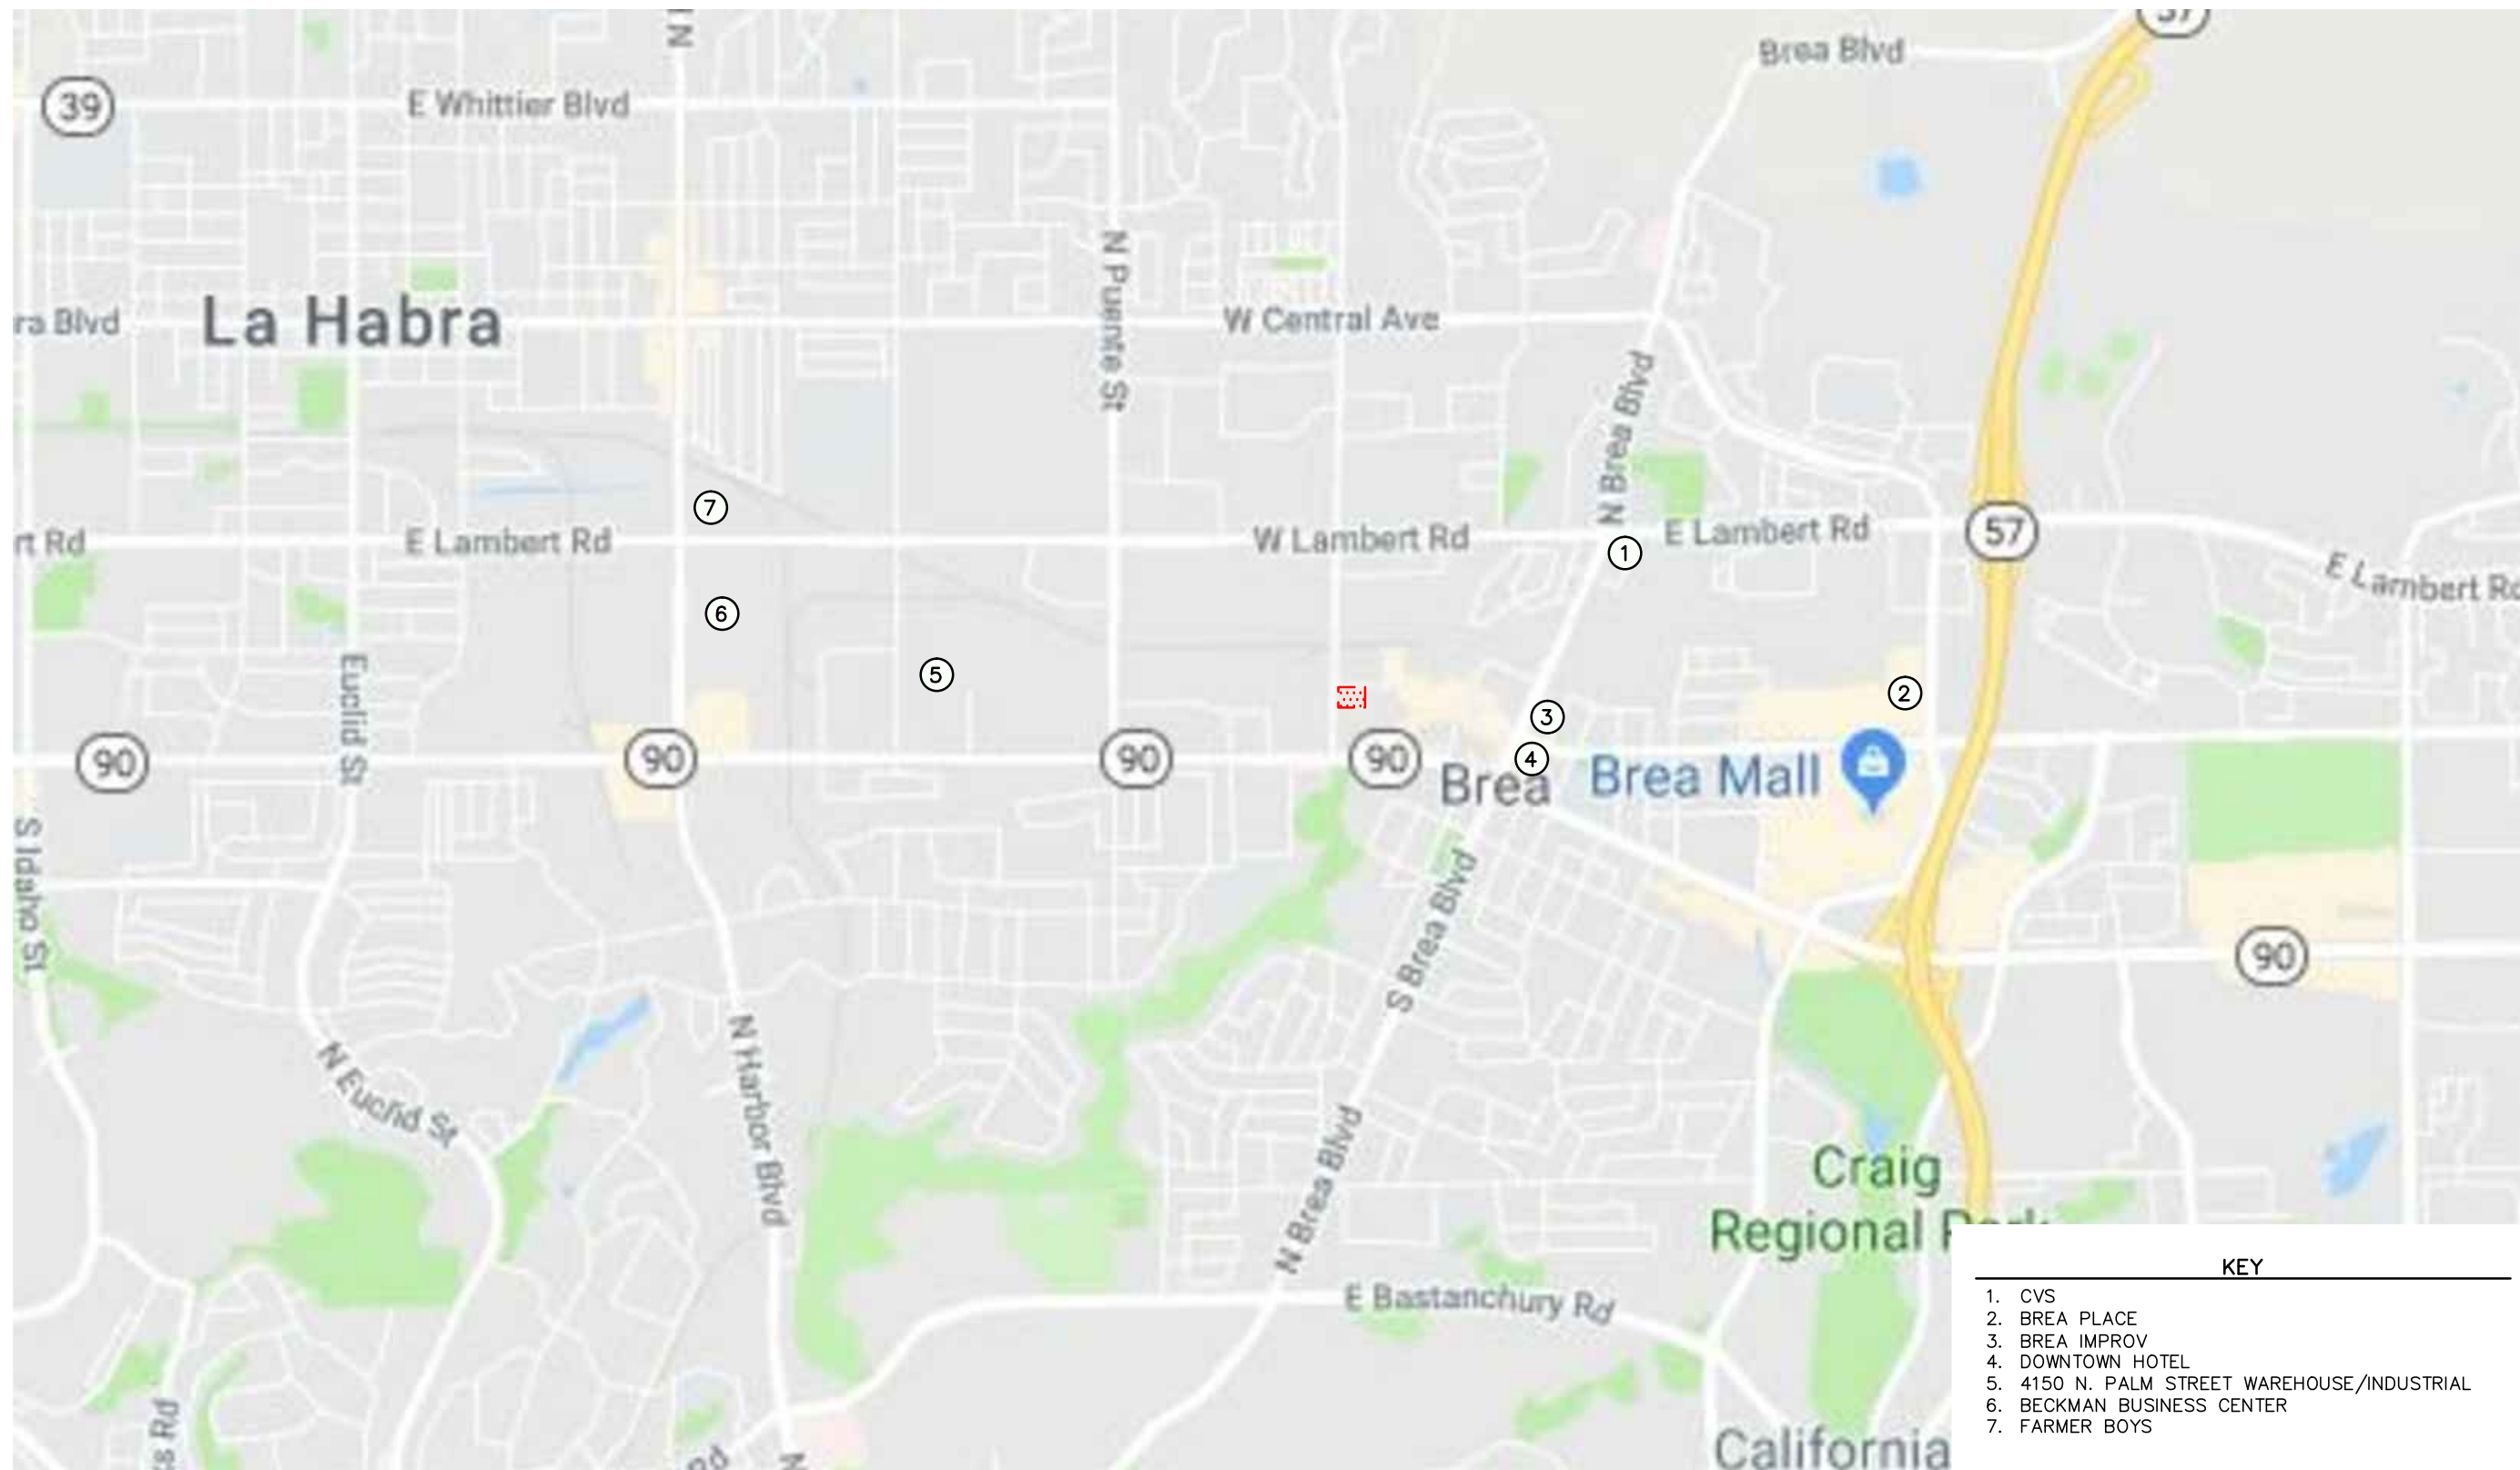 57
N
Brea Blvd
39
E Whittier Blvd
N Puente St
ra Blvd
La Habra
W Central Ave
N Brea Blvd
7
rt Rd
E Lambert Rd
W Lambert Rd
1
E Lambert Rd
57
E Lambert Rd
6
5
Euclid St
2
3
90
90
90
90
4
Brea
Brea Mall
S Idaho St
S Brea Blvd
90
N Euclid St
N Harbor Blvd
N Brea Blvd
Craig
Regional Park
E Bastanchury Rd
ks Rd
Rd
N
California
KEY
1. CVS
2. BREA PLACE
3. BREA IMPROV
4. DOWNTOWN HOTEL
5. 4150 N. PALM STREET WAREHOUSE/INDUSTRIAL
6. BECKMAN BUSINESS CENTER
7. FARMER BOYS